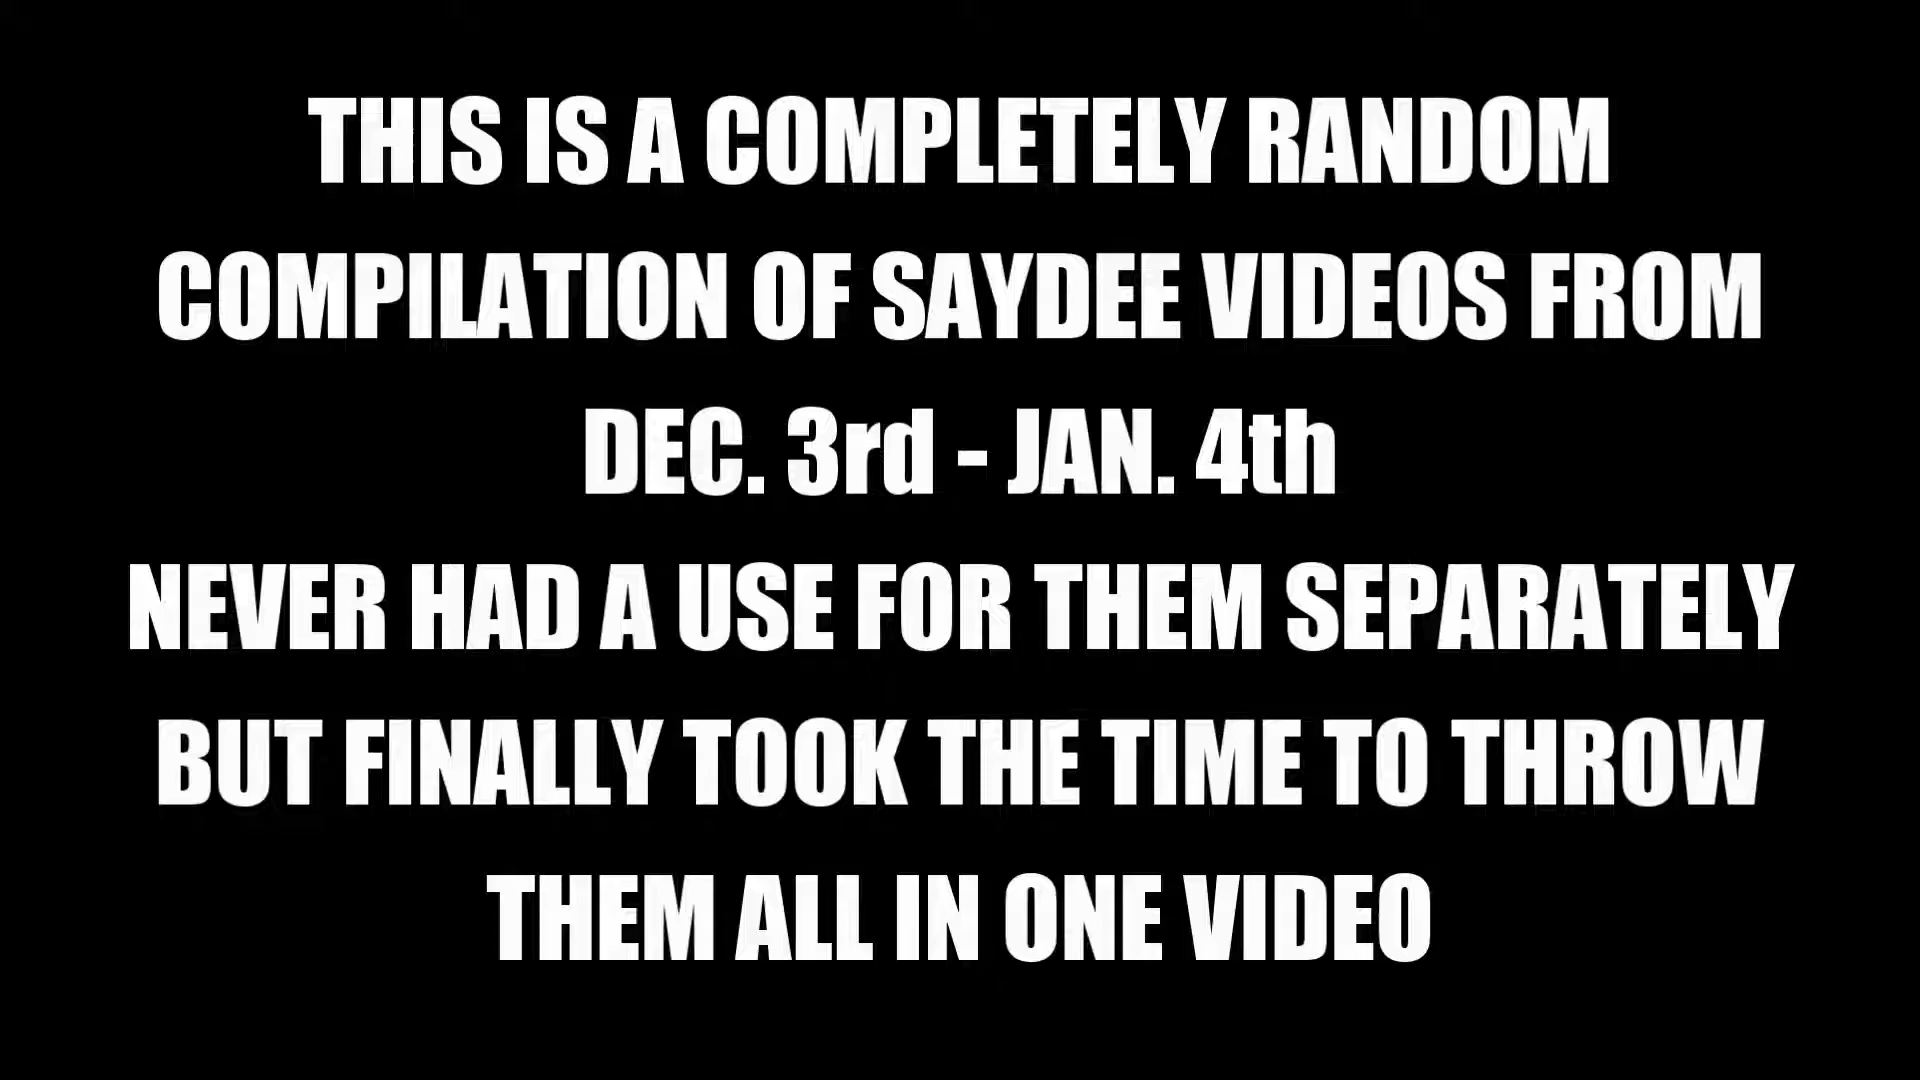 THIS IS A COMPLETELY RANDOM
COMPILATION OF SAYDEE VIDEOS FROM
DEC. 3rd - JAN. 4th
NEVER HAD A USE FOR THEM SEPARATELY
BUT FINALLY TOOK THE TIME TO THROW
THEM ALL IN ONE VIDEO